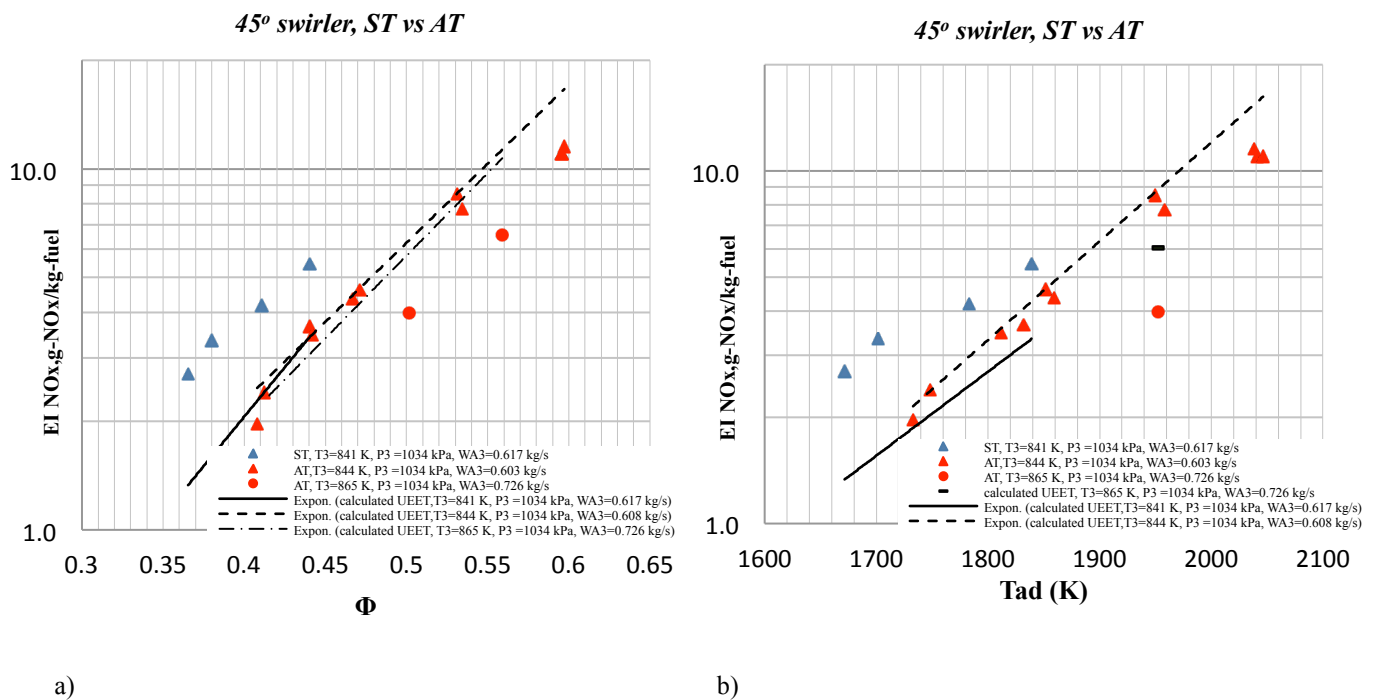 45º swirler, ST vs AT
EI NOx,g-NOx/kg-fuel
10.0
1.0
ST, T3=841 K, P3 =1034 kPa, WA3=0.617 kg/s
AT,T3=844 K, P3 =1034 kPa, WA3=0.603 kg/s
AT, T3=865 K, P3 =1034 kPa, WA3=0.726 kg/s
Expon. (calculated UEET,T3=841 K, P3 =1034 kPa, WA3=0.617 kg/s)
Expon. (calculated UEET,T3=844 K, P3 =1034 kPa, WA3=0.608 kg/s)
Expon. (calculated UEET, T3=865 K, P3 =1034 kPa, WA3=0.726 kg/s)
0.3 0.35 0.4 0.45 0.5 0.55 0.6 0.65
Φ
a)
45º swirler, ST vs AT
EI NOx,g-NOx/kg-fuel
10.0
1.0
ST, T3=841 K, P3 =1034 kPa, WA3=0.617 kg/s
AT,T3=844 K, P3 =1034 kPa, WA3=0.603 kg/s
AT, T3=865 K, P3 =1034 kPa, WA3=0.726 kg/s
calculated UEET, T3=865 K, P3 =1034 kPa, WA3=0.726 kg/s
Expon. (calculated UEET,T3=841 K, P3 =1034 kPa, WA3=0.617 kg/s)
Expon. (calculated UEET,T3=844 K, P3 =1034 kPa, WA3=0.608 kg/s)
1600 1700 1800 1900 2000 2100
Tad (K)
b)